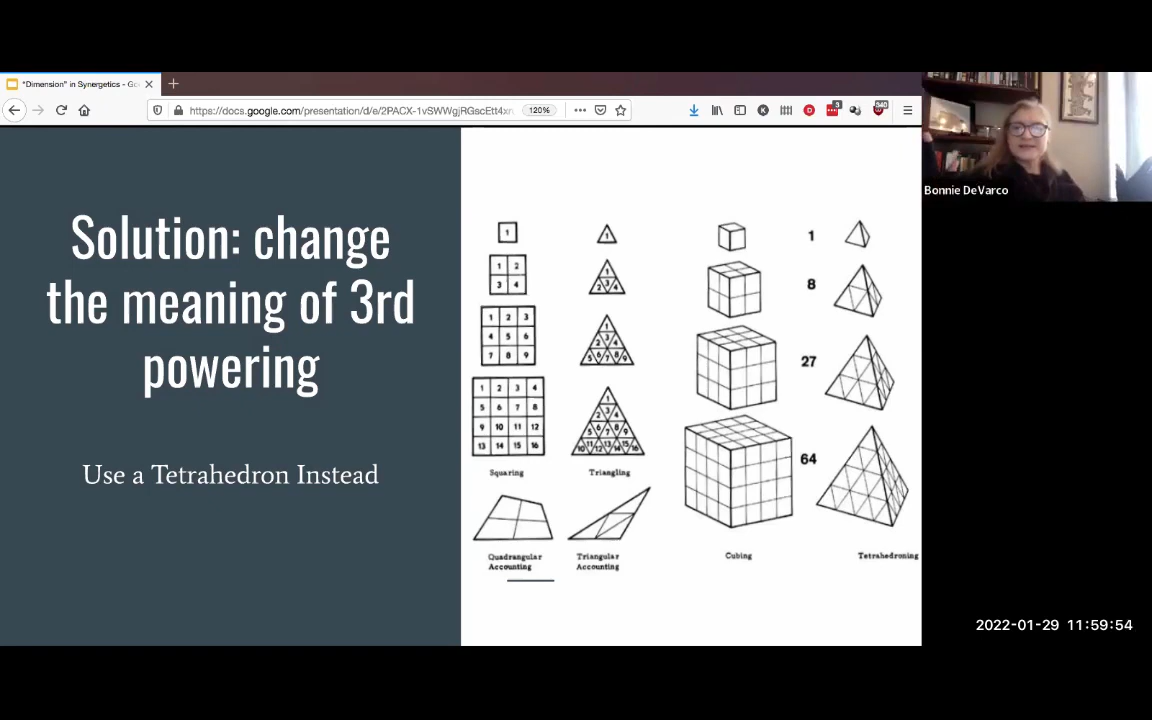 "Dimension" in Synergetics - Go
https://docs.google.com/presentation/d/e/2PACX-1vSWWgjRGscEtt4x
120%
3
540
K
D
Bonnie DeVarco
Solution: change
the meaning of 3rd
powering
Use a Tetrahedron Instead
1
1
1 2
3 4
1
2 3 4
1 2 3
4 5 6
7 8 9
1
2 3 4
5 6 7 8 9
1 2 3 4
5 6 7 8
9 10 11 12
13 14 15 16
1
2 3 4
5 6 7 8 9
10 11 12 13 14 15 16
Squaring
Triangling
Quadrangular
Accounting
Triangular
Accounting
1
8
27
64
Cubing
Tetrahedroning
2022-01-29 11:59:54